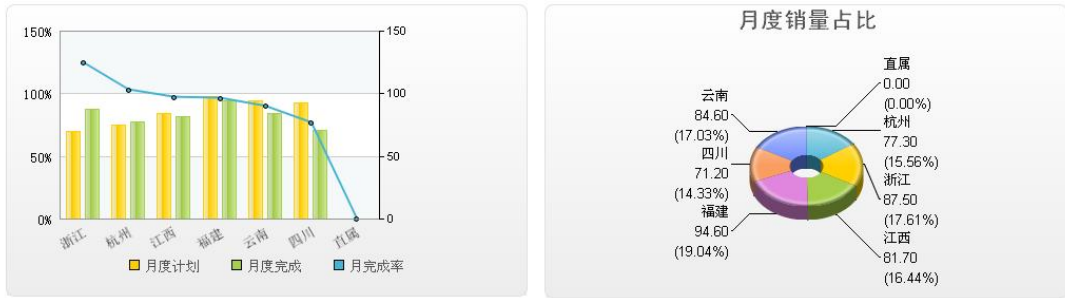 150%
100%
50%
0%
150
100
50
0
浙江
杭州
江西
福建
云南
四川
直属
月度计划
月度完成
月完成率
月度销量占比
直属
0.00
(0.00%)
杭州
77.30
(15.56%)
浙江
87.50
(17.61%)
江西
81.70
(16.44%)
云南
84.60
(17.03%)
四川
71.20
(14.33%)
福建
94.60
(19.04%)